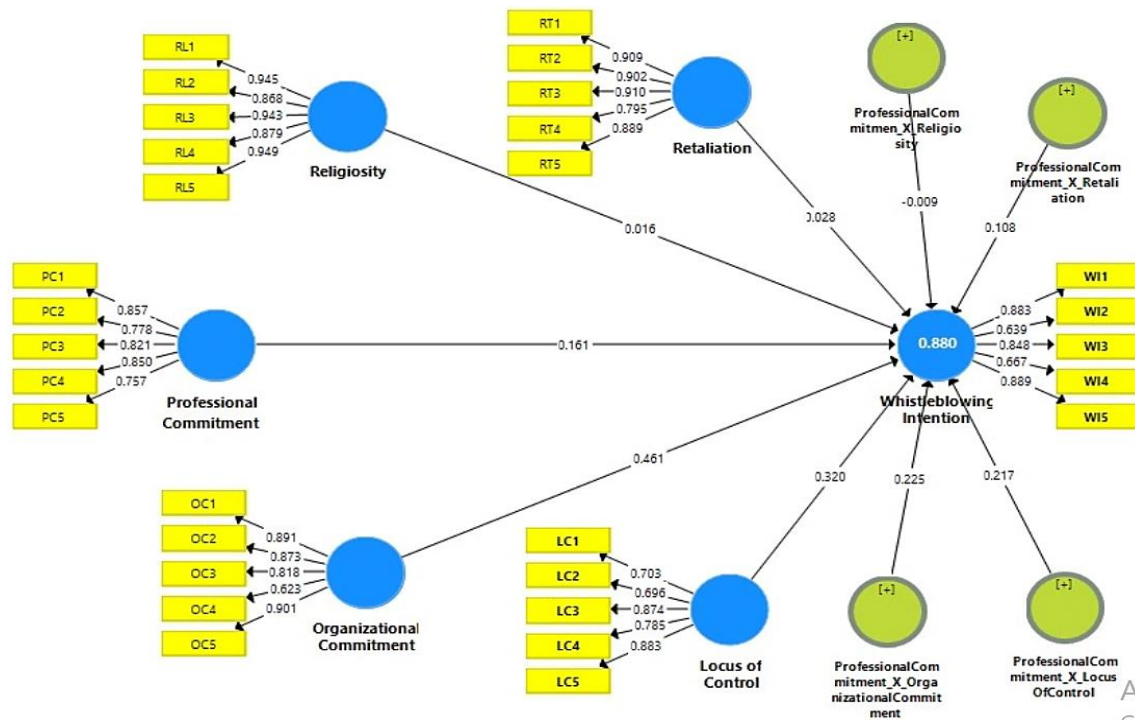 RL1
RL2
RL3
RL4
RL5
0.945
0.868
0.943
0.879
0.949
Religiosity
RT1
RT2
RT3
RT4
RT5
0.909
0.902
0.910
0.795
0.889
Retaliation
[+]
ProfessionalCom
mitmen_X_Religio
sity
[+]
ProfessionalCom
mitment_X_Retali
iation
0.016
0.028
-0.009
0.108
PC1
PC2
PC3
PC4
PC5
0.857
0.778
0.821
0.850
0.757
Professional
Commitment
0.161
0.880
Whistleblowing
Intention
0.883
0.639
0.848
0.667
0.889
WI1
WI2
WI3
WI4
WI5
0.461
0.320
0.225
0.217
OC1
OC2
OC3
OC4
OC5
0.891
0.873
0.818
0.623
0.901
Organizational
Commitment
LC1
LC2
LC3
LC4
LC5
0.703
0.696
0.874
0.785
0.883
Locus of
Control
[+]
ProfessionalCom
mitment_X_Orga
nizationalCommit
ment
[+]
ProfessionalCom
mitment_X_Locus
OfControl
A